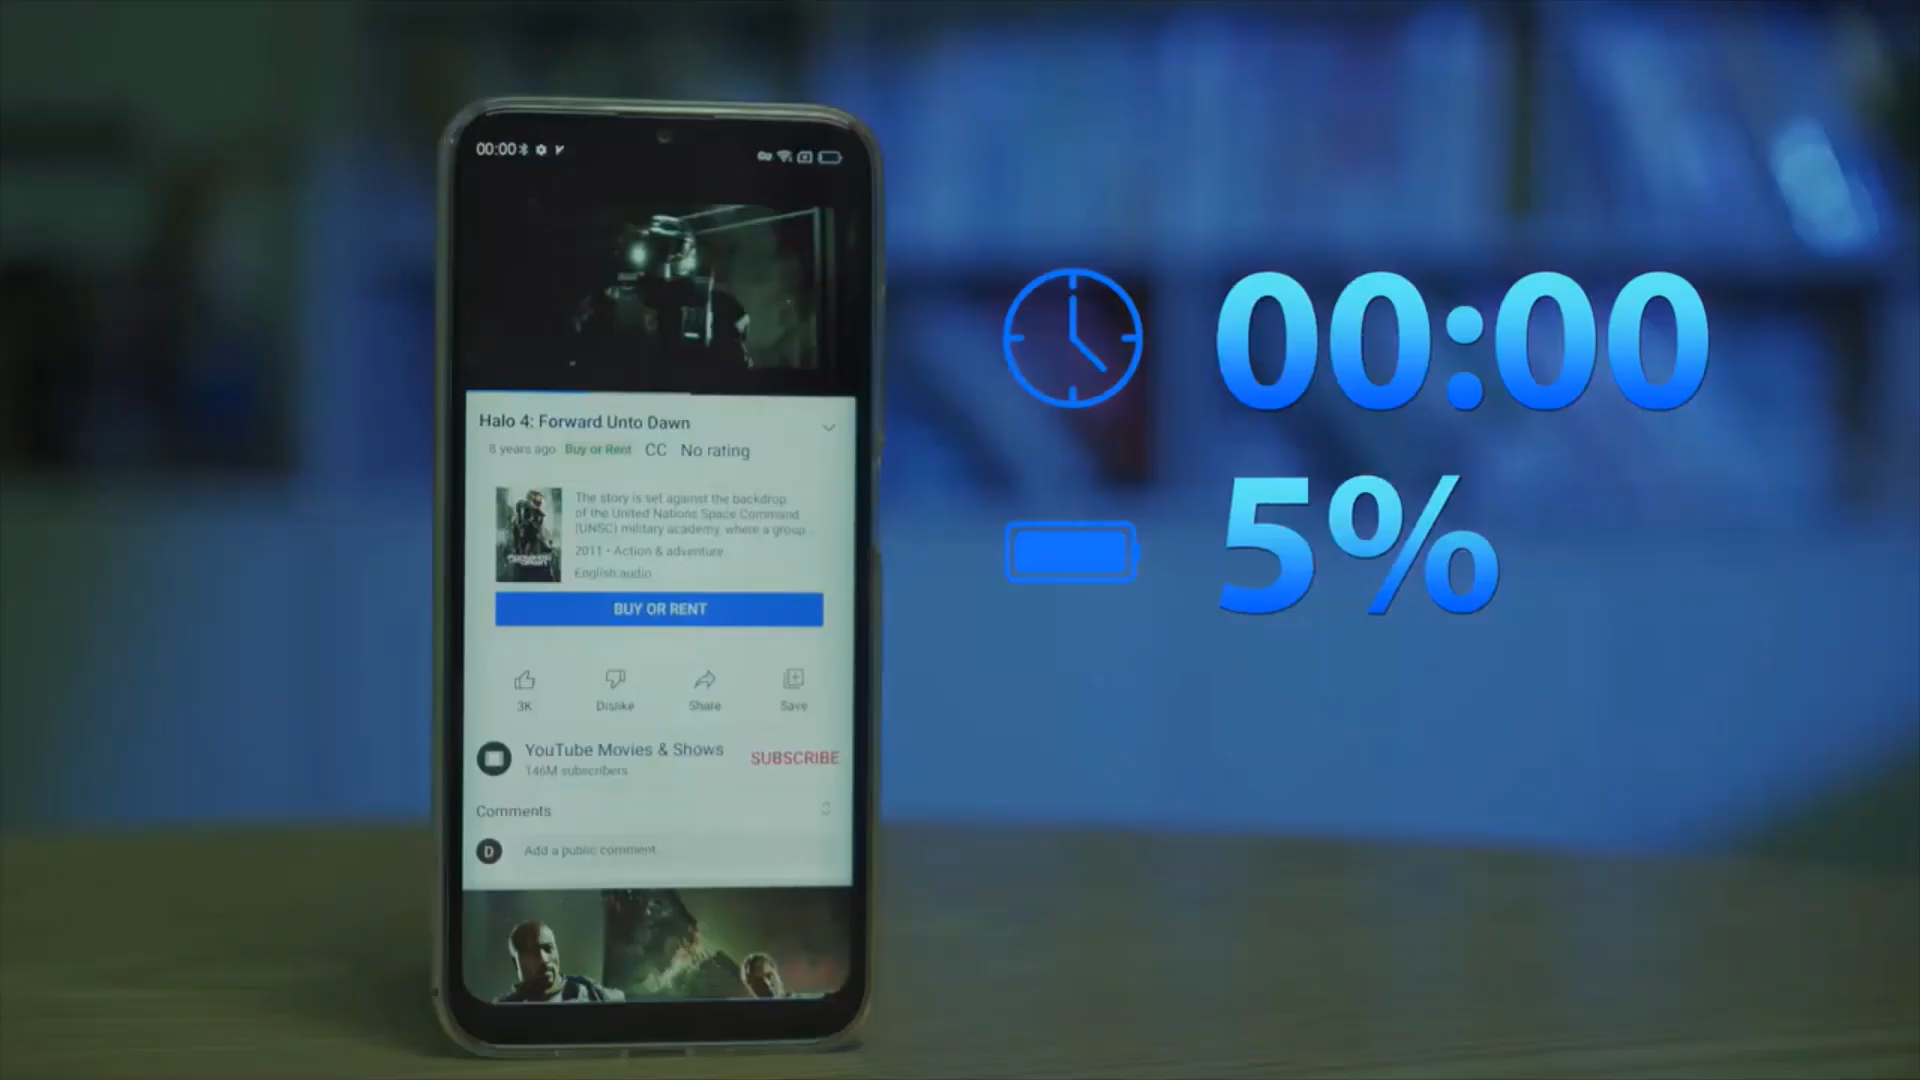 00:00
00:00
5%
Halo 4: Forward Unto Dawn
8 years ago Buy or Rent CC No rating
The story is set against the backdrop
of the United Nations Space Command
(UNSC) military academy, where a group
2011 • Action & adventure
English audio
BUY OR RENT
3K Dislike Share Save
YouTube Movies & Shows
146M subscribers
SUBSCRIBE
Comments
D Add a public comment